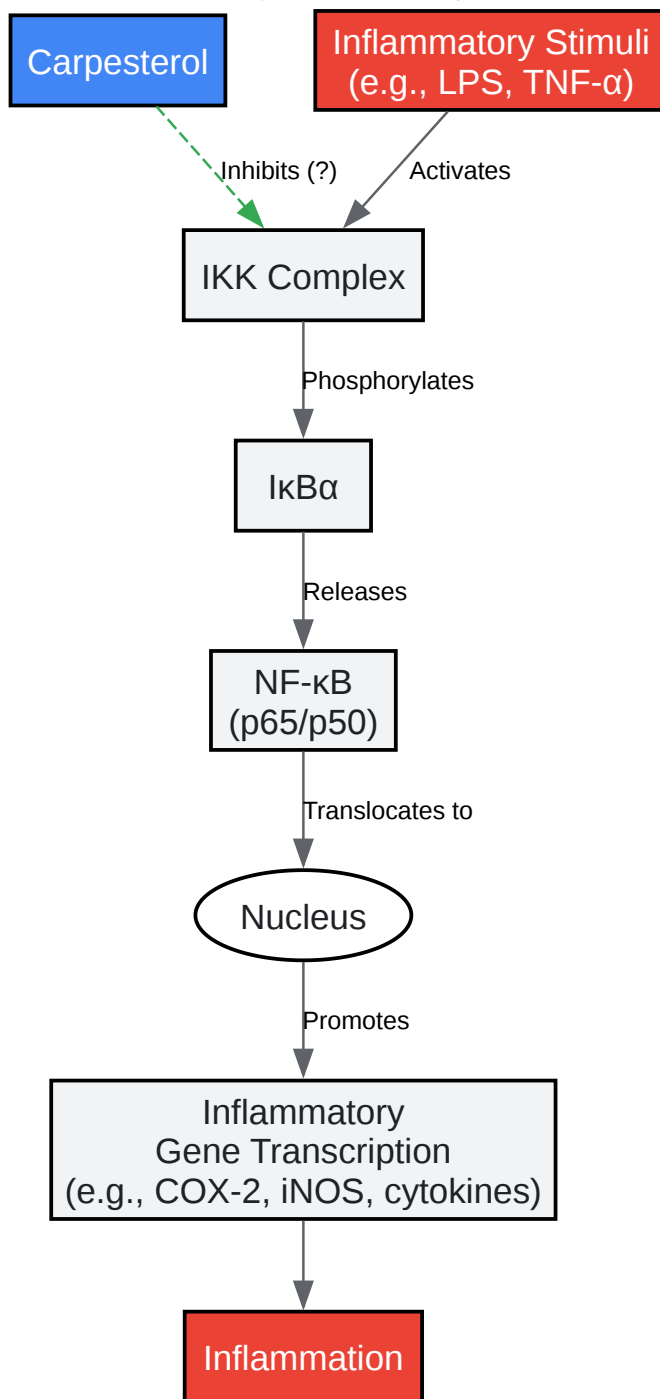 Carpesterol
Inflammatory Stimuli
(e.g., LPS, TNF-α)
Inhibits (?)
Activates
IKK Complex
Phosphorylates
IκBα
Releases
NF-κB
(p65/p50)
Translocates to
Nucleus
Promotes
Inflammatory
Gene Transcription
(e.g., COX-2, iNOS, cytokines)
Inflammation